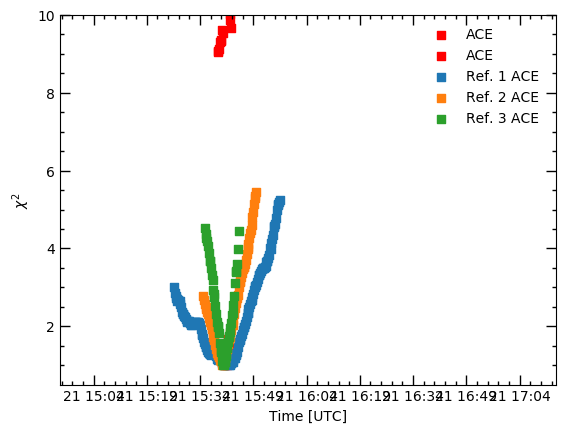 10
8
6
4
2
χ²
ACE
ACE
Ref. 1 ACE
Ref. 2 ACE
Ref. 3 ACE
21 15:04
21 15:19
21 15:34
21 15:49
21 16:04
21 16:19
21 16:34
21 16:49
21 17:04
Time [UTC]